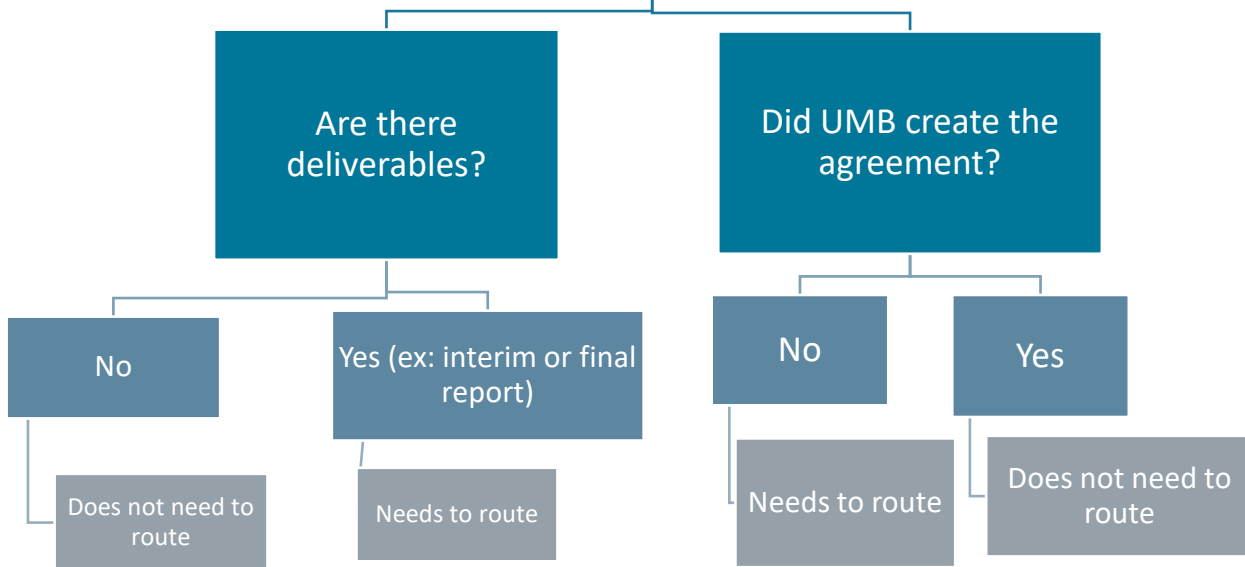 Are there
deliverables?
Did UMB create the
agreement?
No
Yes (ex: interim or final
report)
No
Yes
Does not need to
route
Needs to route
Needs to route
Does not need to
route